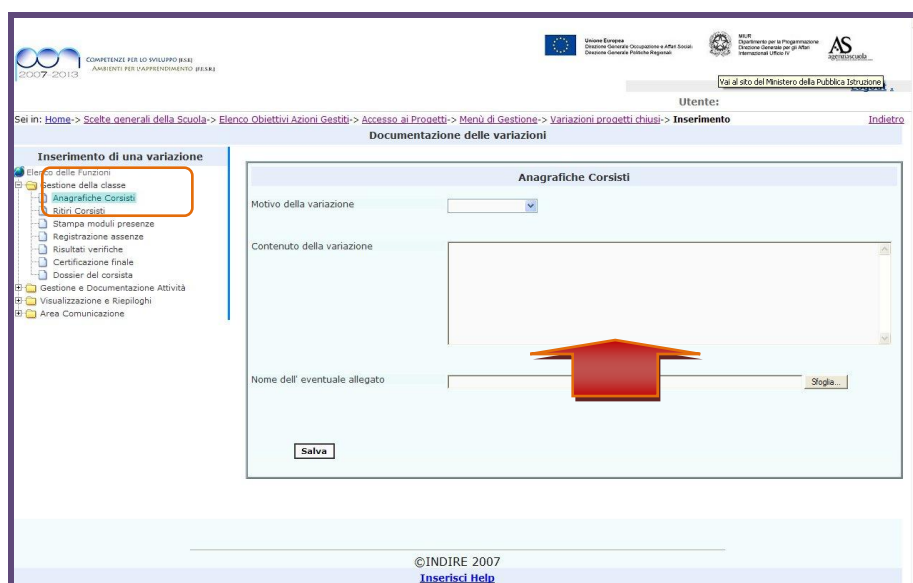 COMPETENZE PER LO SVILUPPO (FSE)
AMBIENTI PER L'APPRENDIMENTO (FESR)
2007-2013
Unione Europea
Direzione Generale Occupazione e Affari Sociali
Direzione Generale Politiche Regionali
MIUR
Dipartimento per la Programmazione
Direzione Generale per gli Affari
Internazionali Ufficio IV
AS
agenziascuola
Vai al sito del Ministero della Pubblica Istruzione
Logout
Utente:
Sei in: Home-> Scelte generali della Scuola-> Elenco Obiettivi Azioni Gestiti-> Accesso ai Progetti-> Menù di Gestione-> Variazioni progetti chiusi-> Inserimento
Indietro
Documentazione delle variazioni
Inserimento di una variazione
Elenco delle Funzioni
Gestione della classe
Anagrafiche Corsisti
Ritiri Corsisti
Stampa moduli presenze
Registrazione assenze
Risultati verifiche
Certificazione finale
Dossier del corsista
Gestione e Documentazione Attività
Visualizzazione e Riepiloghi
Area Comunicazione
Anagrafiche Corsisti
Motivo della variazione
Contenuto della variazione
Nome dell' eventuale allegato
Sfoglia...
Salva
©INDIRE 2007
Inserisci Help